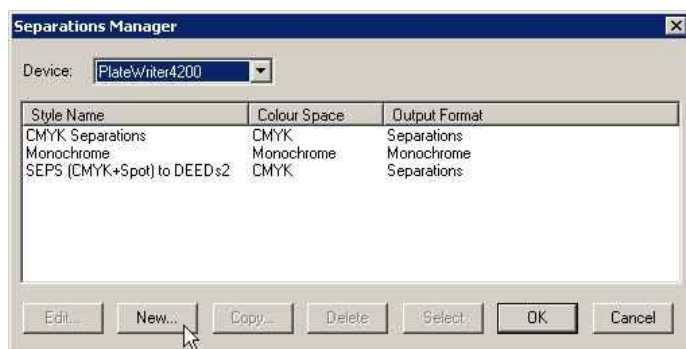 Separations Manager
Device: PlateWriter4200
Style Name Colour Space Output Format
CMYK Separations CMYK Separations
Monochrome Monochrome Monochrome
SEPS (CMYK+Spot) to DEEDs2 CMYK Separations
Edit... New... Copy... Delete Select OK Cancel